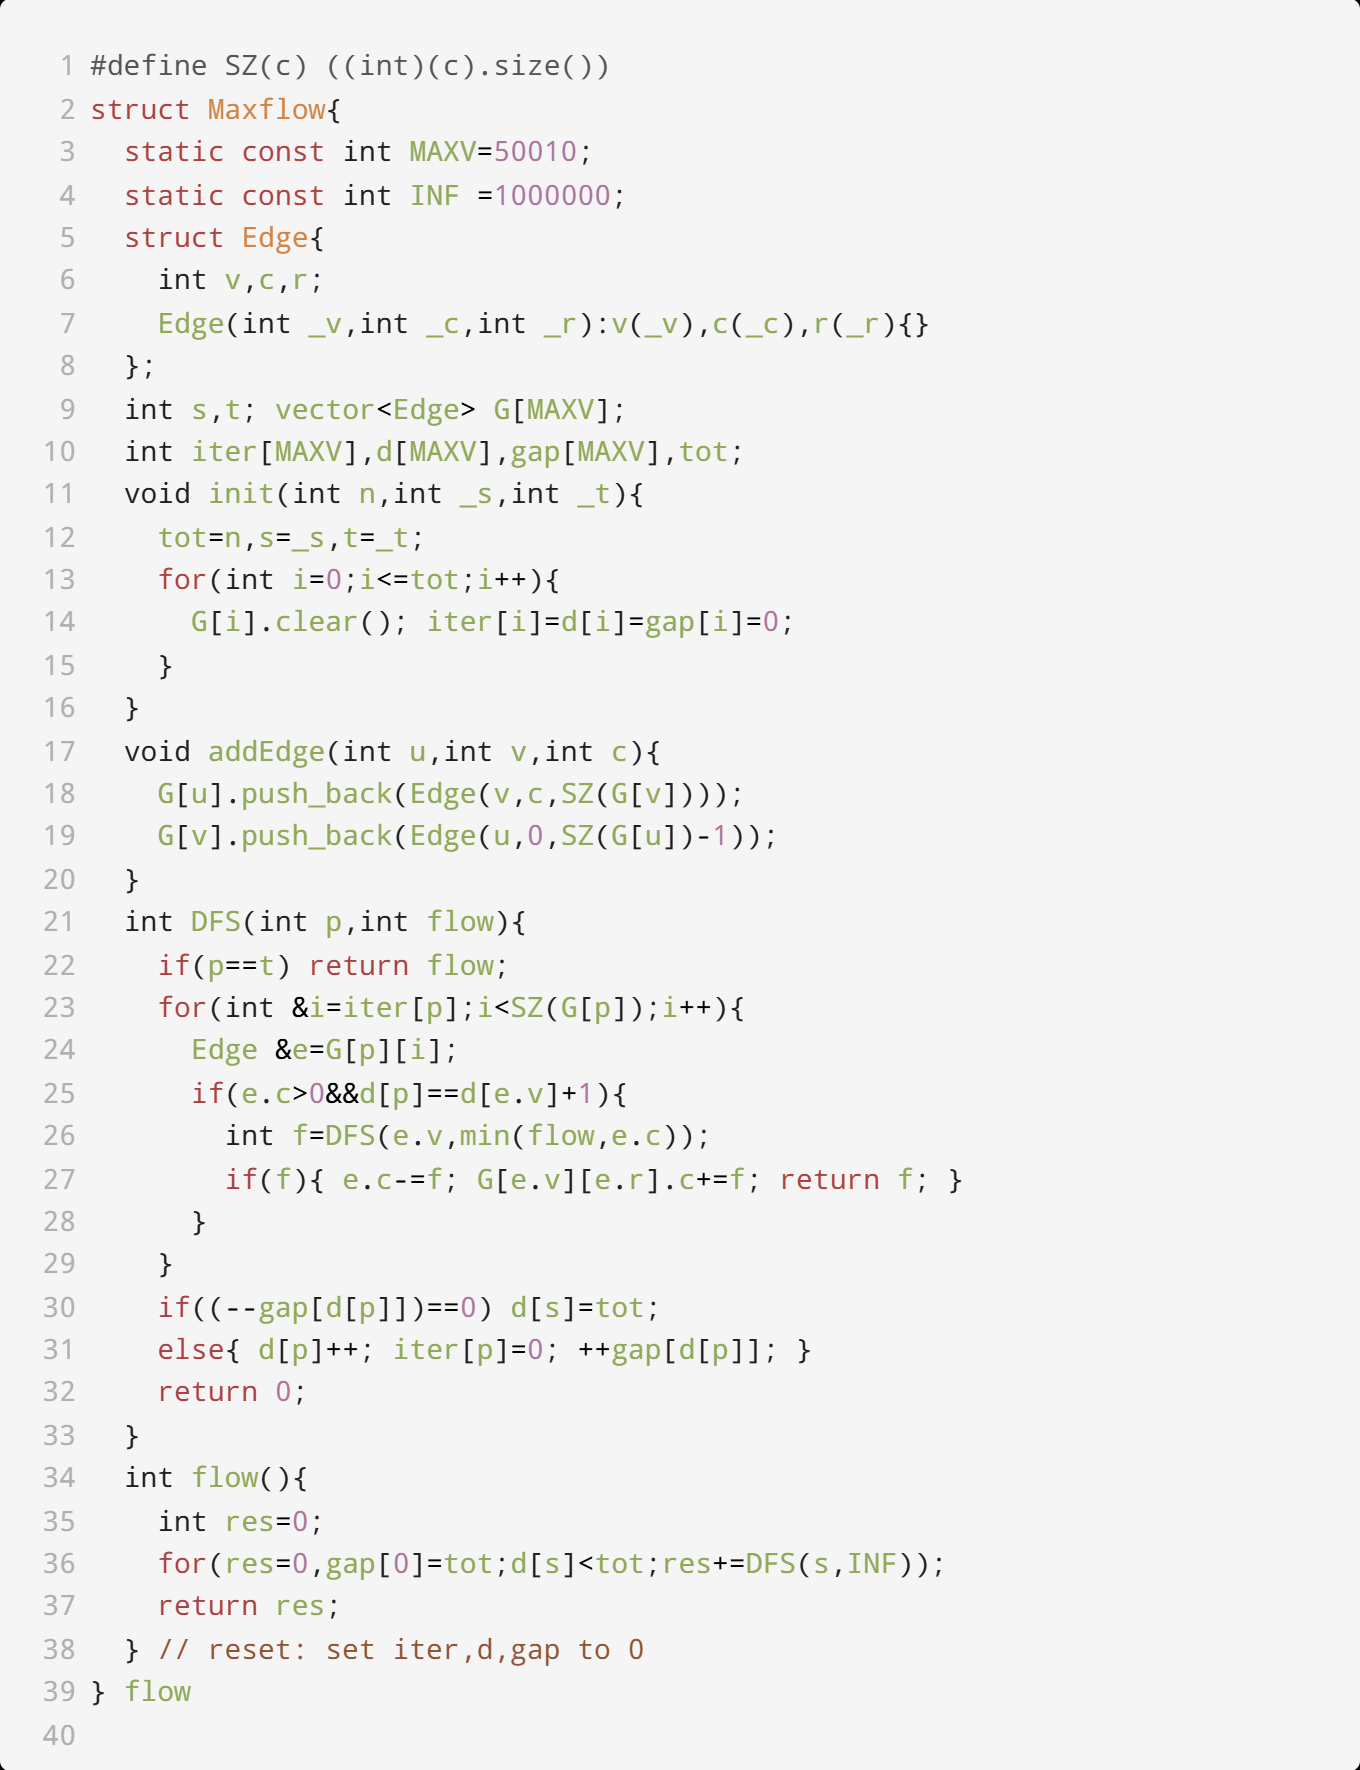 1 #define SZ(c) ((int)(c).size())
2 struct Maxflow{
3   static const int MAXV=50010;
4   static const int INF =1000000;
5   struct Edge{
6     int v,c,r;
7     Edge(int _v,int _c,int _r):v(_v),c(_c),r(_r){}
8   };
9   int s,t; vector<Edge> G[MAXV];
10   int iter[MAXV],d[MAXV],gap[MAXV],tot;
11   void init(int n,int _s,int _t){
12     tot=n,s=_s,t=_t;
13     for(int i=0;i<=tot;i++){
14       G[i].clear(); iter[i]=d[i]=gap[i]=0;
15     }
16   }
17   void addEdge(int u,int v,int c){
18     G[u].push_back(Edge(v,c,SZ(G[v])));
19     G[v].push_back(Edge(u,0,SZ(G[u])-1));
20   }
21   int DFS(int p,int flow){
22     if(p==t) return flow;
23     for(int &i=iter[p];i<SZ(G[p]);i++){
24       Edge &e=G[p][i];
25       if(e.c>0&&d[p]==d[e.v]+1){
26         int f=DFS(e.v,min(flow,e.c));
27         if(f){ e.c-=f; G[e.v][e.r].c+=f; return f; }
28       }
29     }
30     if((--gap[d[p]])==0) d[s]=tot;
31     else{ d[p]++; iter[p]=0; ++gap[d[p]]; }
32     return 0;
33   }
34   int flow(){
35     int res=0;
36     for(res=0,gap[0]=tot;d[s]<tot;res+=DFS(s,INF));
37     return res;
38   } // reset: set iter,d,gap to 0
39 } flow
40